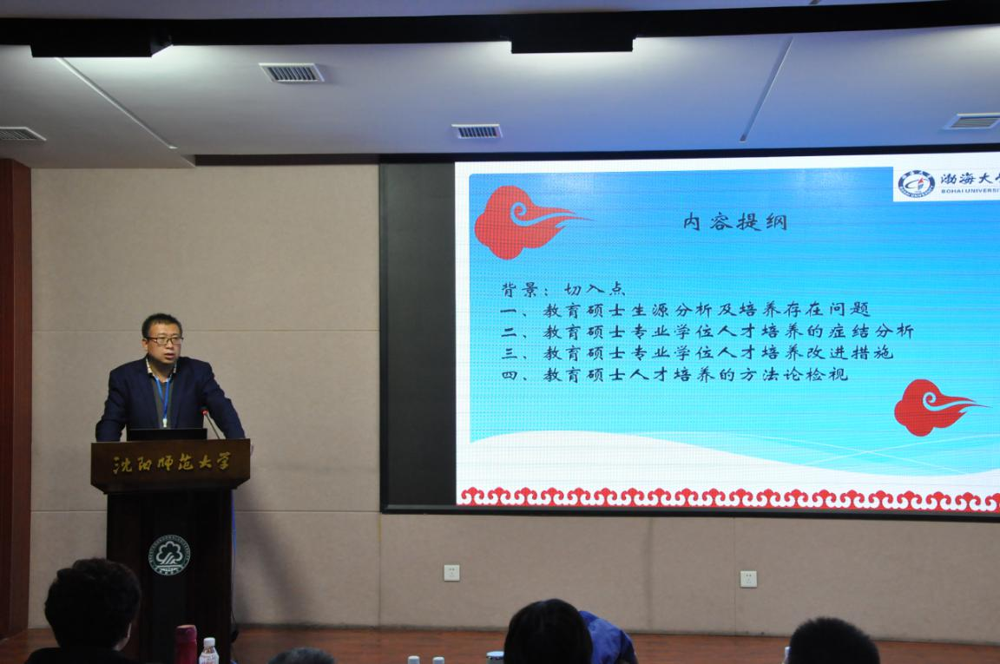 渤海大学
BOHAI UNIVERSI
内容提纲
背景：切入点
一、教育硕士生源分析及培养存在问题
二、教育硕士专业学位人才培养的症结分析
三、教育硕士专业学位人才培养改进措施
四、教育硕士人才培养的方法论检视
沈阳师范大学